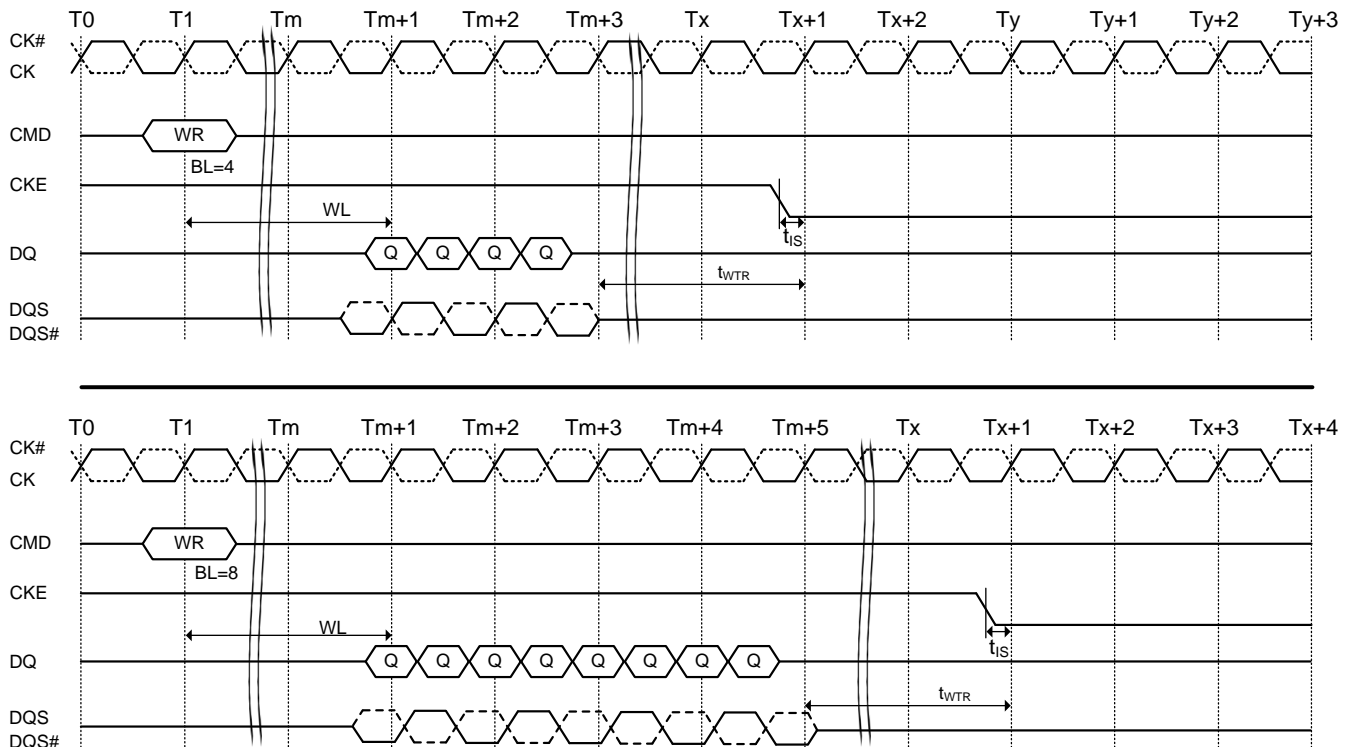 T0 T1 Tm Tm+1 Tm+2 Tm+3 Tx Tx+1 Tx+2 Ty Ty+1 Ty+2 Ty+3
CK#
CK
CMD WR
BL=4
CKE
WL
tIS
DQ Q Q Q Q
tWTR
DQS
DQS#
T0 T1 Tm Tm+1 Tm+2 Tm+3 Tm+4 Tm+5 Tx Tx+1 Tx+2 Tx+3 Tx+4
CK#
CK
CMD WR
BL=8
CKE
WL
tIS
DQ Q Q Q Q Q Q Q Q
tWTR
DQS
DQS#